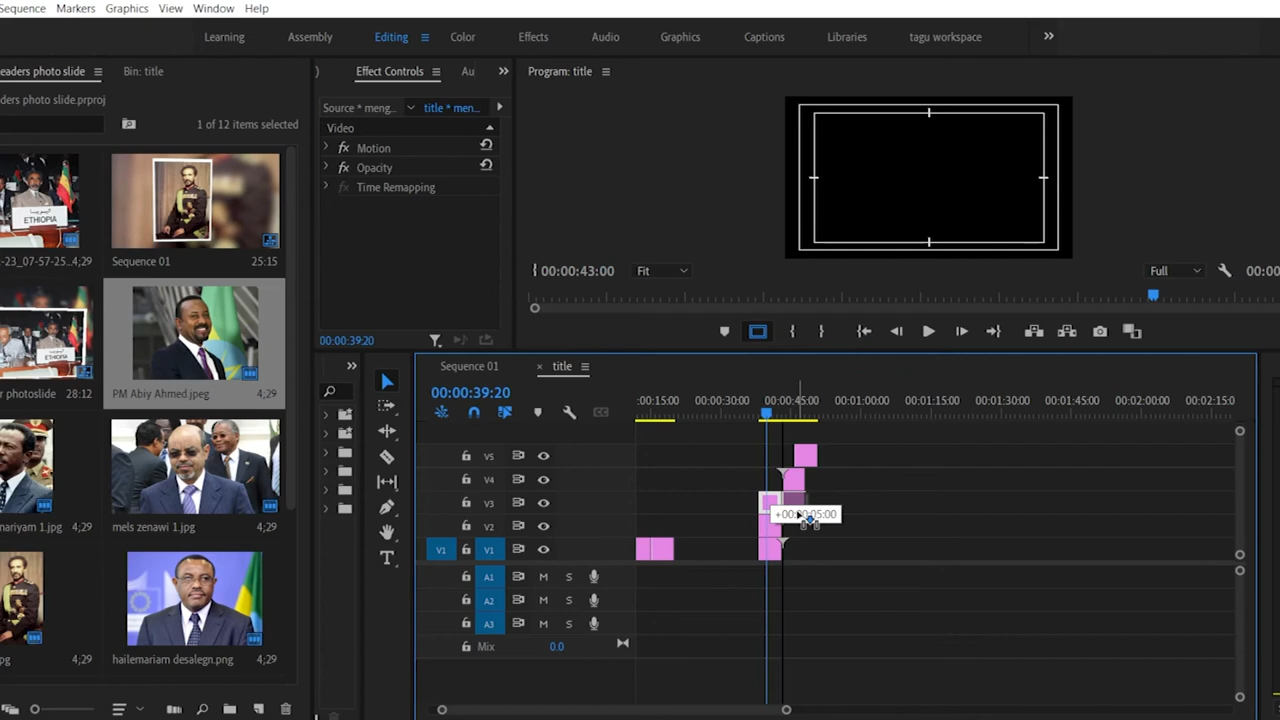 Sequence Markers Graphics View Window Help
Learning Assembly Editing Color Effects Audio Graphics Captions Libraries tagu workspace
eaders photo slide Bin: title
ders photo slide.prproj
1 of 12 items selected
ETHIOPIA
2-23_07-57-25... 4;29
Sequence 01 25:15
r photoslide 28:12
PM Abiy Ahmed.jpeg 4;29
nariyam 1.jpg 4;29
mels zenawi 1.jpg 4;27
pg 4;29
hailemariam desalegn.png 4;29
Effect Controls Au
Source * meng... title * men...
Video
fx Motion
fx Opacity
fx Time Remapping
00:00:39:20
Program: title
00:00:43:00 Fit Full 00:00
Sequence 01 × title
00:00:39:20
:00:15:00 00:00:30:00 00:00:45:00 00:01:00:00 00:01:15:00 00:01:30:00 00:01:45:00 00:02:00:00 00:02:15:00
V5
V4
V3
+00:00:05:00
V2
V1 V1
A1 M S
A2 M S
A3 M S
Mix 0.0